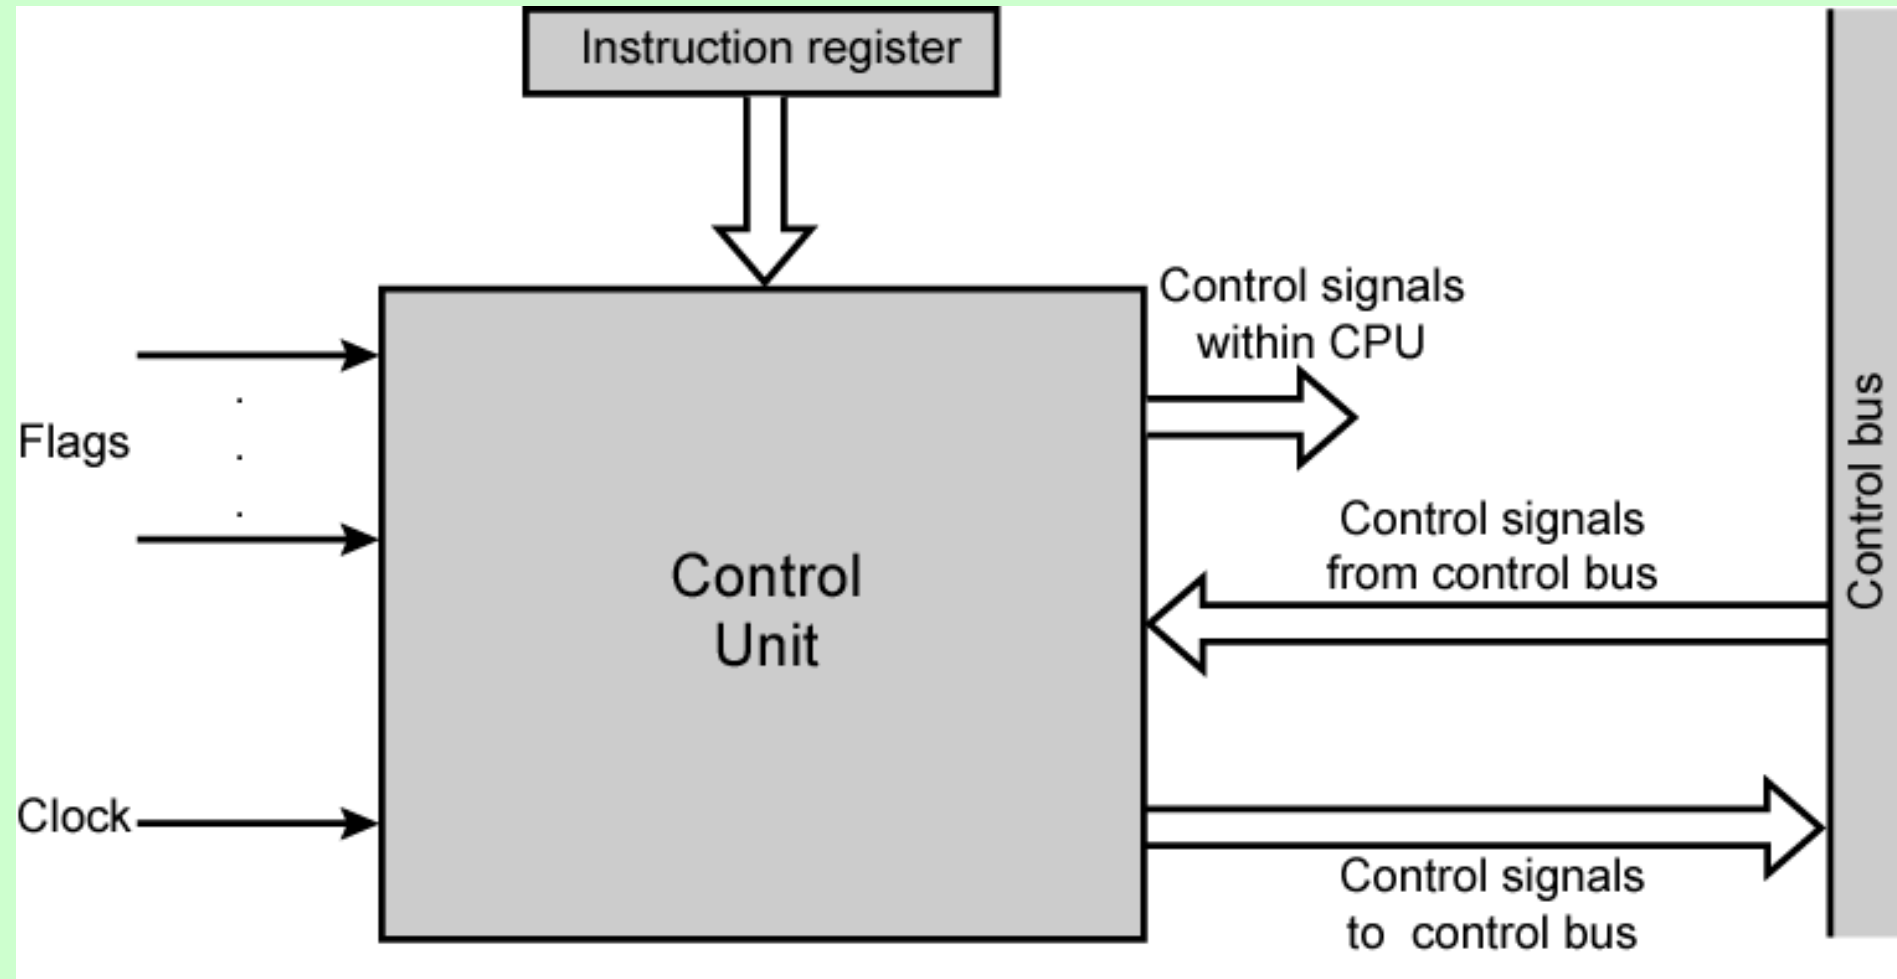 Instruction register
Control signals
within CPU
Flags
Control signals
from control bus
Control bus
Control
Unit
Clock
Control signals
to control bus